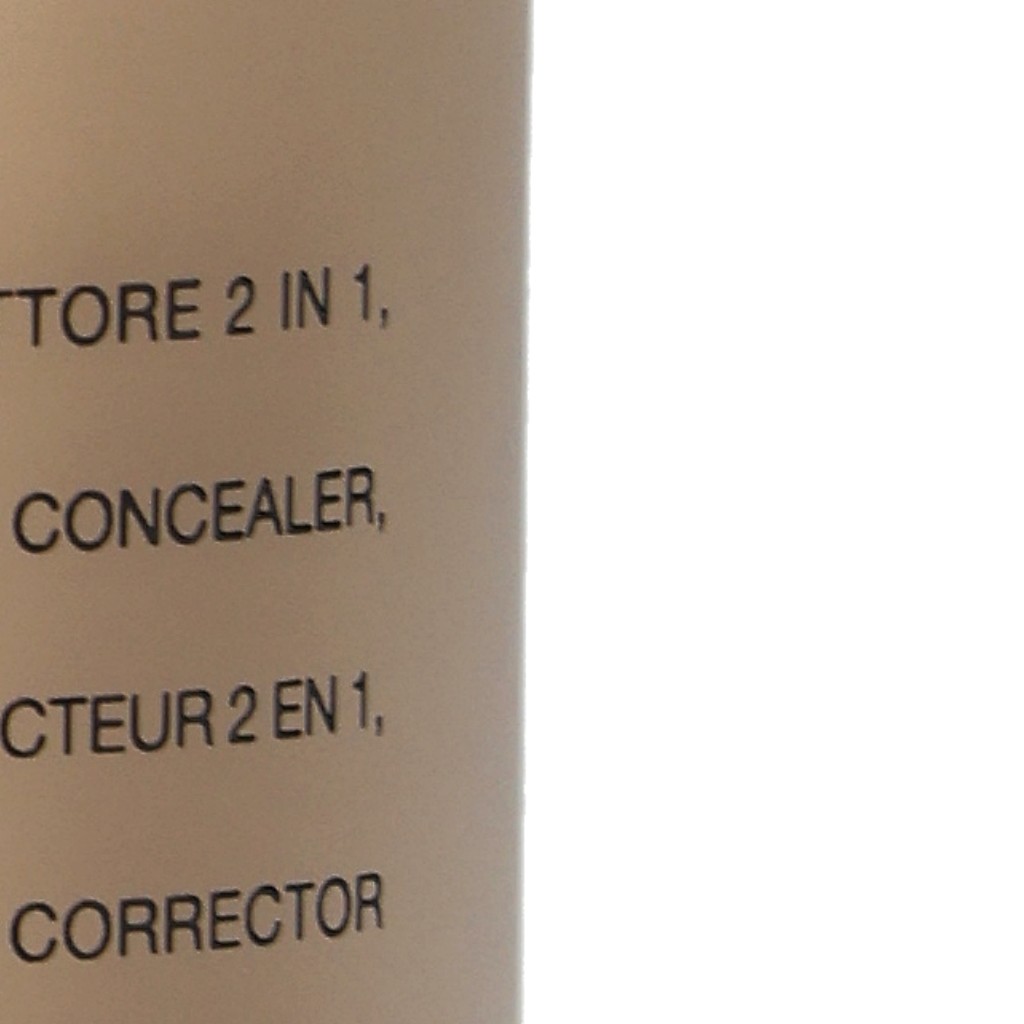 TTORE 2 IN 1,
CONCEALER,
CTEUR 2 EN 1,
CORRECTOR